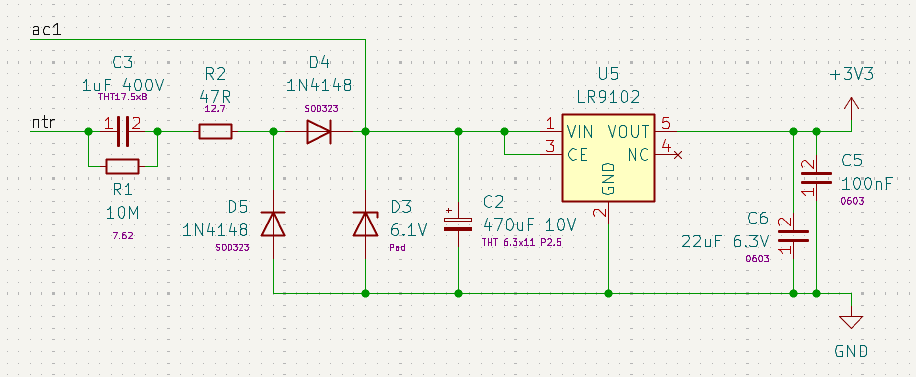 ac1
C3
1uF 400V
THT17.5x8
ntr
1 2
R1
10M
7.62
R2
47R
12.7
D4
1N4148
SOD323
D5
1N4148
SOD323
D3
6.1V
Pad
C2
470uF 10V
THT 6.3x11 P2.5
+
U5
LR9102
1 VIN VOUT 5
3 CE NC 4
GND
2
+3V3
C5
100nF
0603
2
1
C6
22uF 6.3V
0603
2
1
GND